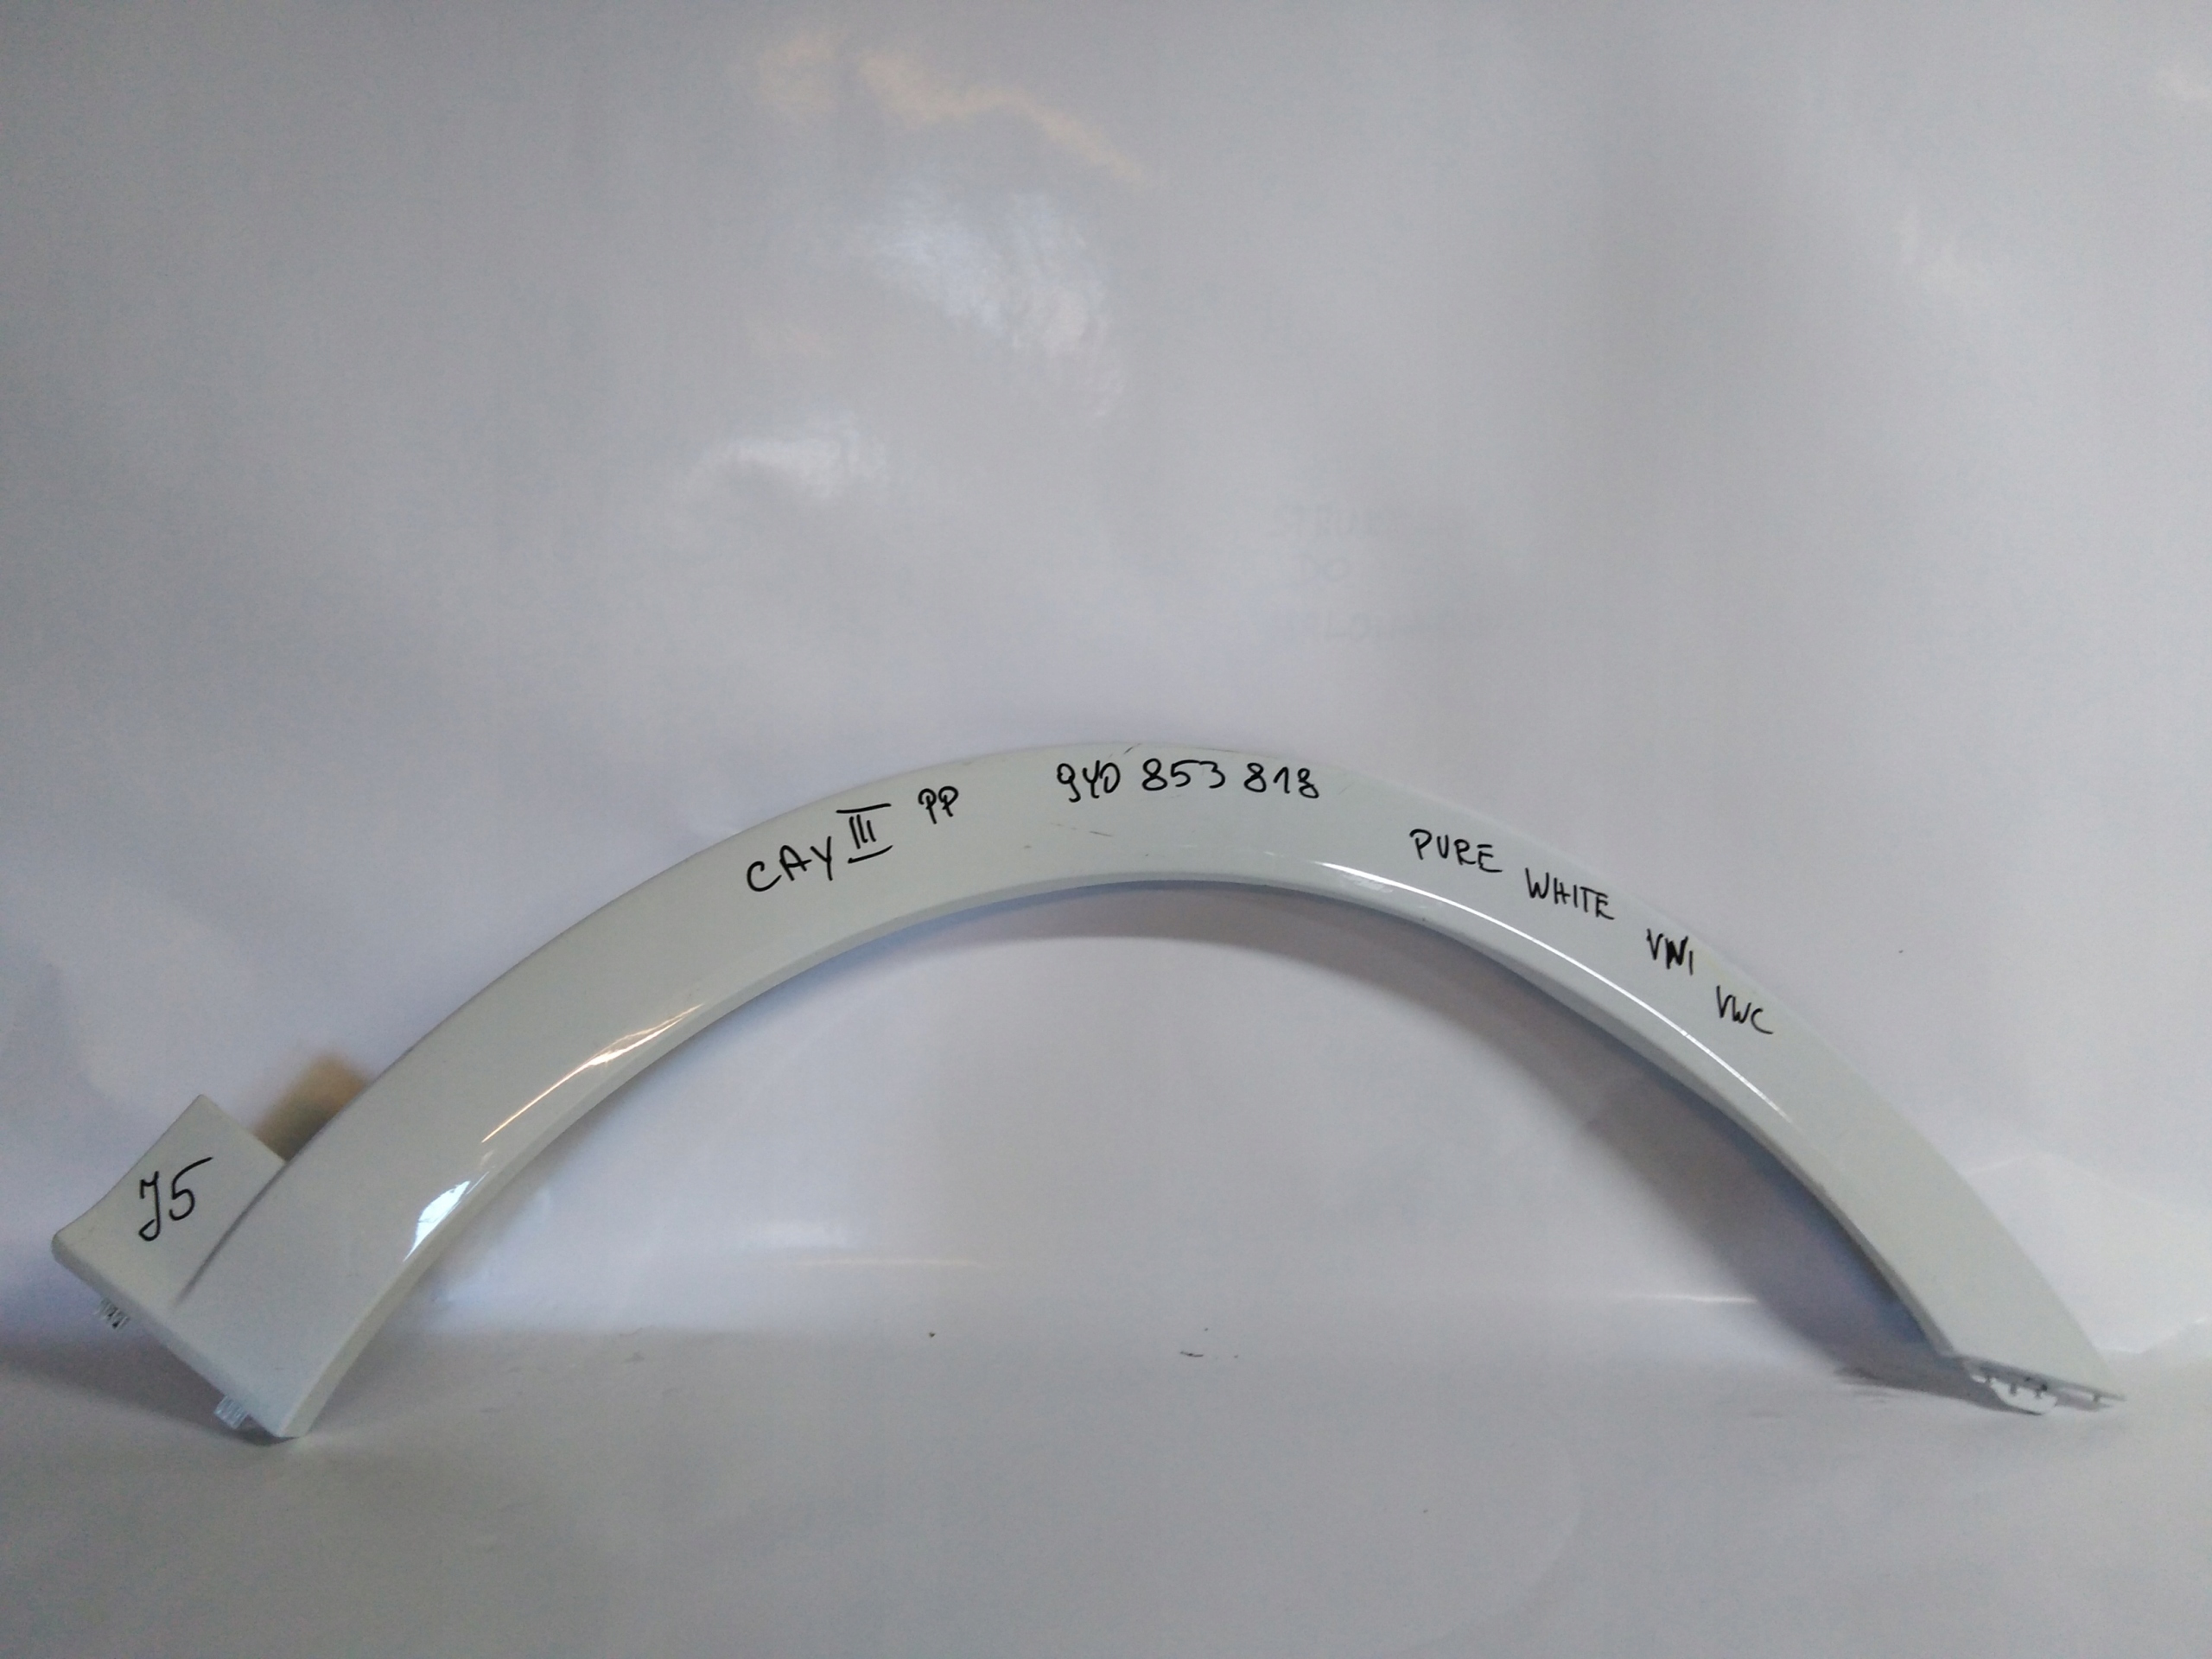 CAY III PP 9Y0 853 818 PURE WHITE VW1 VWC
J5